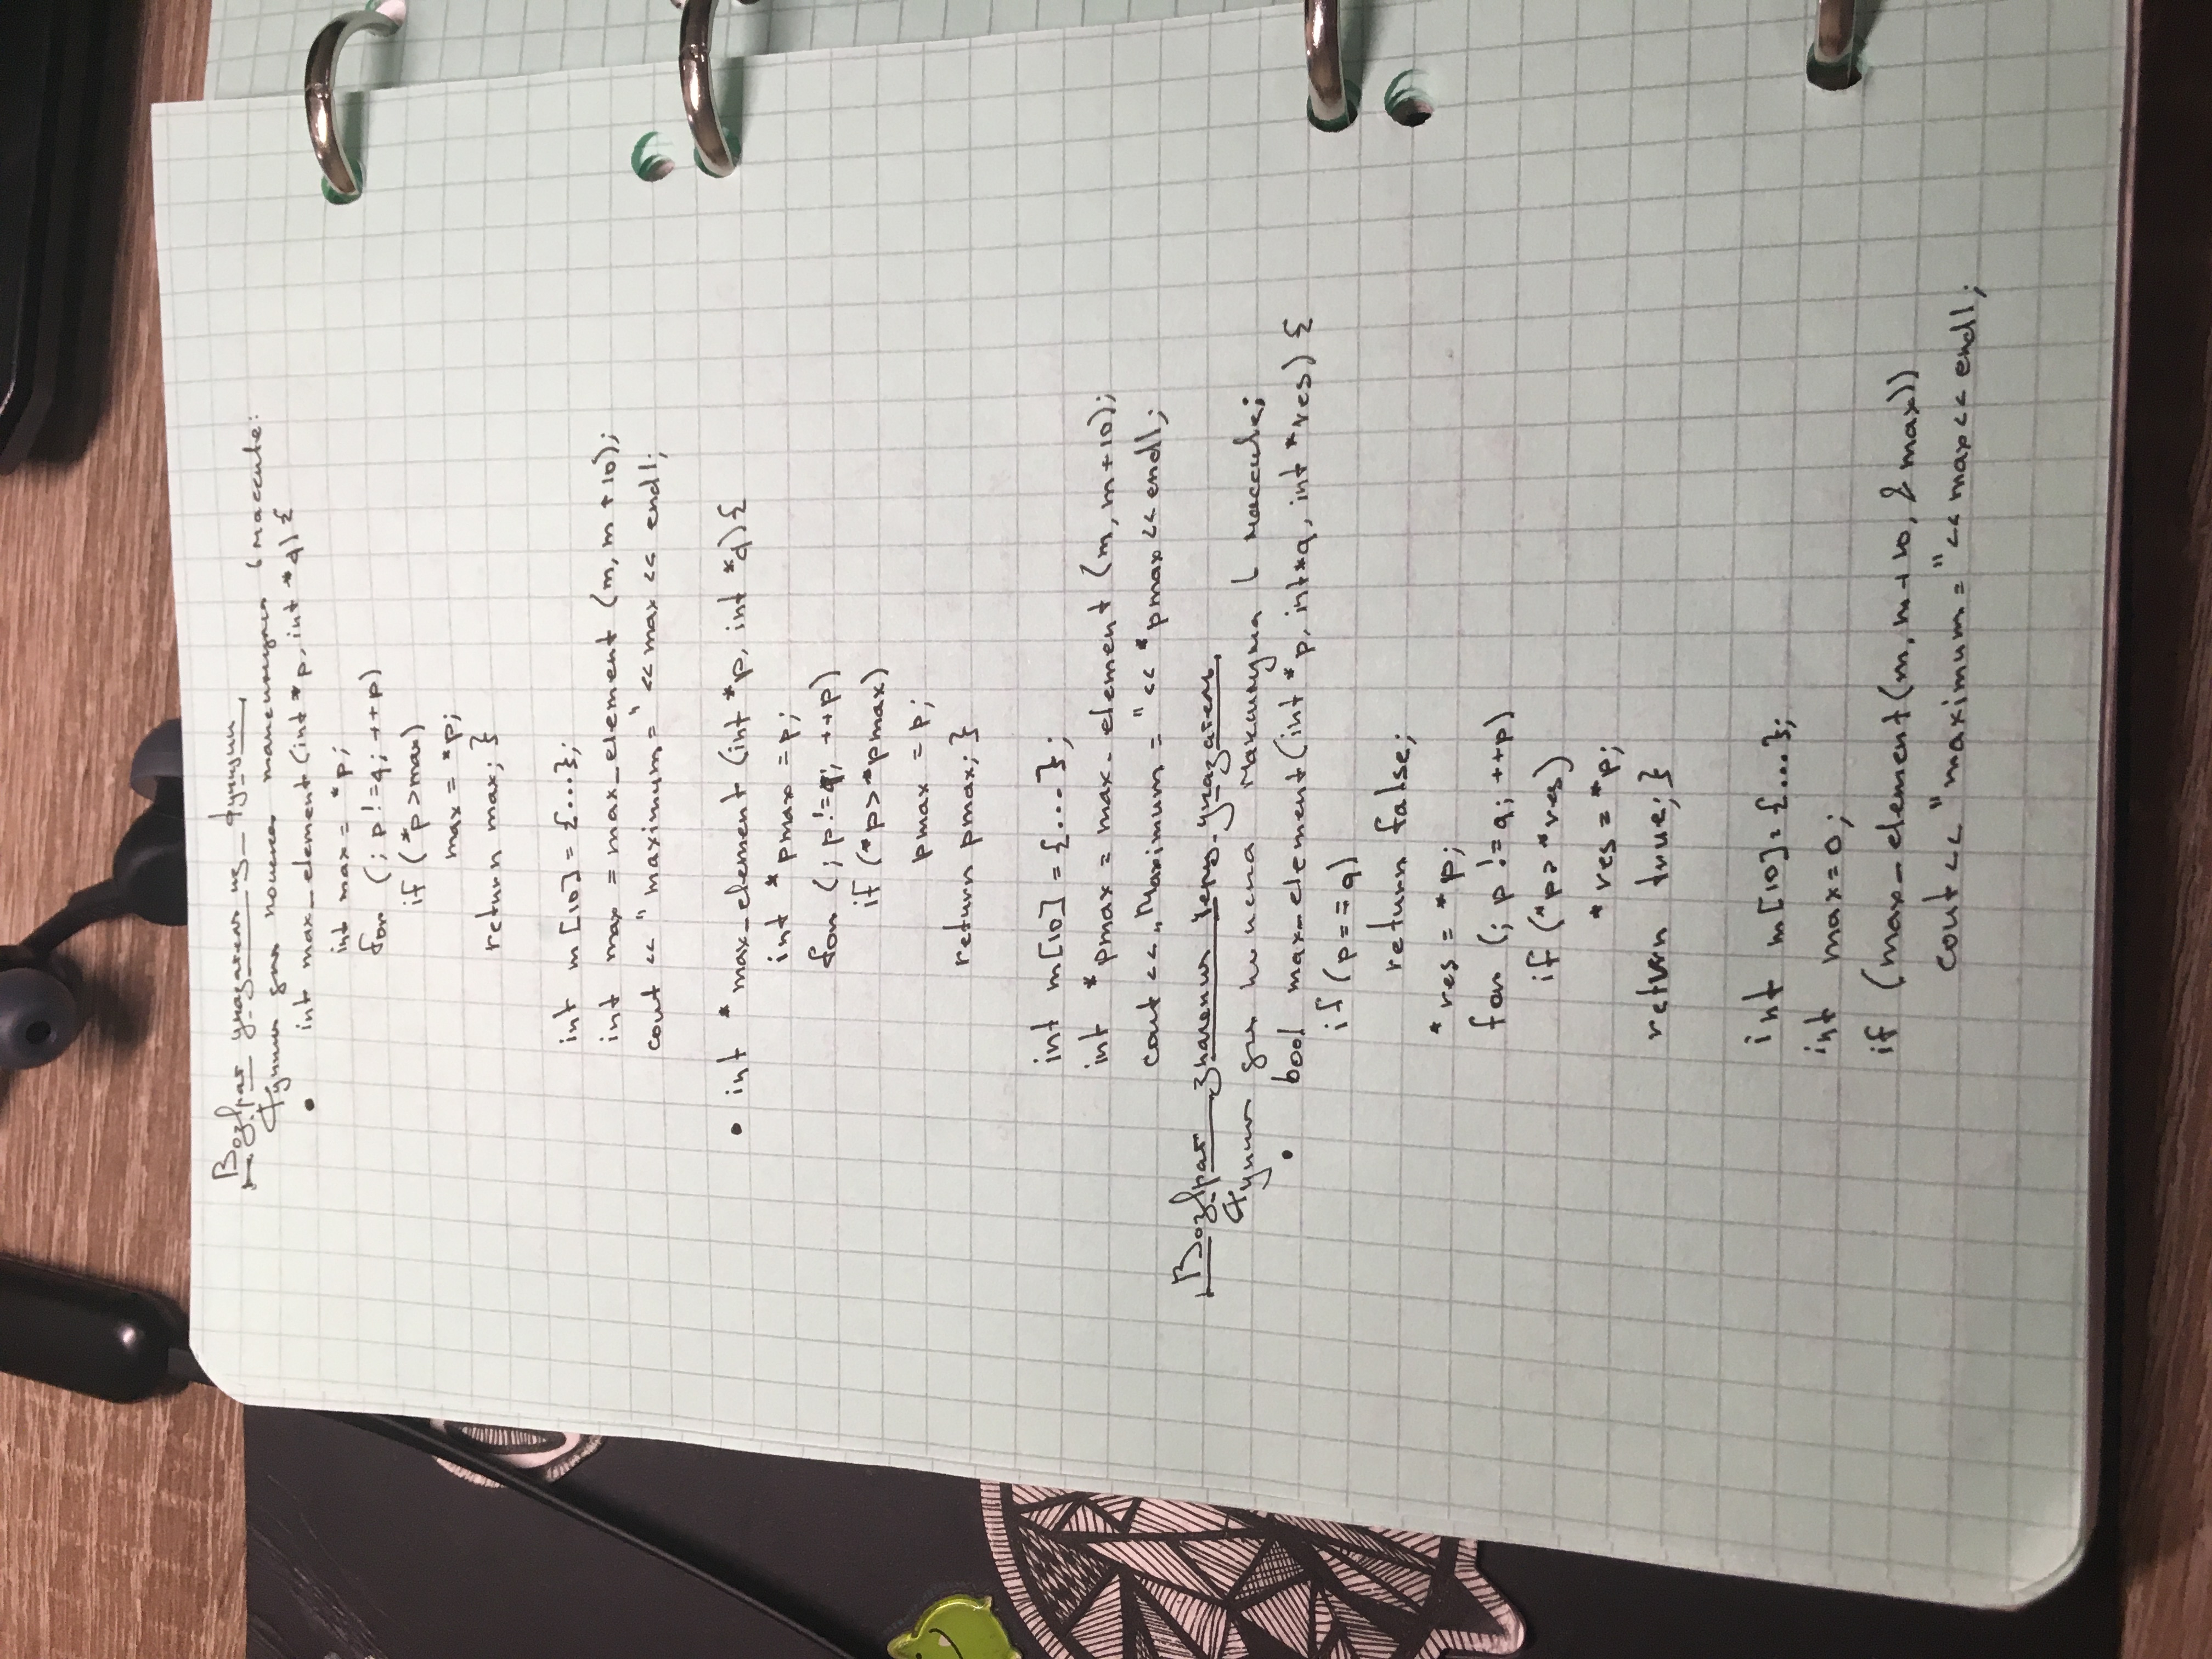 Возврат указателя из функции
Функция для поиска максимума в массиве:
• int max_element (int *p, int *q) {
int max = *p;
for (; p != q; ++p)
if (*p > max)
max = *p;
return max; }
int m [10] = {...};
int max = max_element (m, m + 10);
cout << "maximum = " << max << endl;
• int * max_element (int *p, int *q) {
int * pmax = p;
for (; p != q; ++p)
if (*p > *pmax)
pmax = p;
return pmax; }
int m[10] = {...};
int *pmax = max_element (m, m+10);
cout << „Maximum = " << *pmax << endl;
Возврат значения через указатель
Функция для поиска максимума в массиве:
• bool max_element (int *p, int*q, int *res) {
if (p == q)
return false;
*res = *p;
for (; p != q; ++p)
if (*p > *res)
*res = *p;
return true; }
int m [10] = {...};
int max = 0;
if (max_element (m, m + 10, & max))
cout << "maximum = " << max << endl;